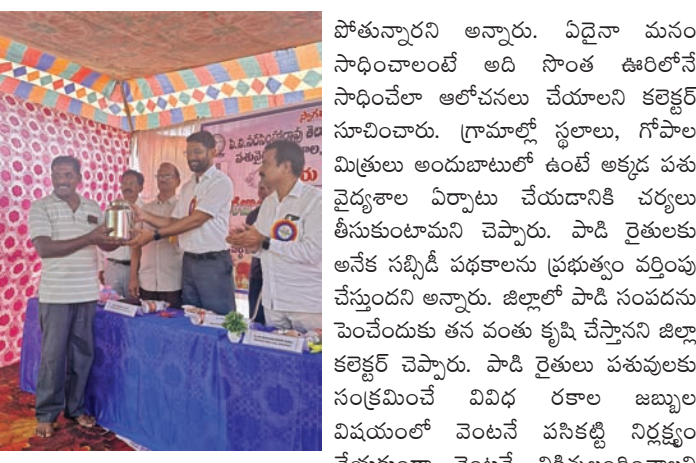 పి.వి.నరసింహారావు తెలం
పోతున్నారని అన్నారు. ఏదైనా మనం
సాధించాలంటే అది సొంత ఊరిలోనే
సాధించేలా ఆలోచనలు చేయాలని కలెక్టర్
సూచించారు. గ్రామాల్లో స్థలాలు, గోపాల
మిత్రులు అందుబాటులో ఉంటే అక్కడ పశు
వైద్యశాల ఏర్పాటు చేయడానికి చర్యలు
తీసుకుంటామని చెప్పారు. పాడి రైతులకు
అనేక సబ్సిడీ పథకాలను ప్రభుత్వం వర్తింపు
చేస్తుందని అన్నారు. జిల్లాలో పాడి సంపదను
పెంచేందుకు తన వంతు కృషి చేస్తానని జిల్లా
కలెక్టర్ చెప్పారు. పాడి రైతులు పశువులకు
సంక్రమించే వివిధ రకాల జబ్బుల
విషయంలో వెంటనే పసికట్టి నిర్లక్ష్యం